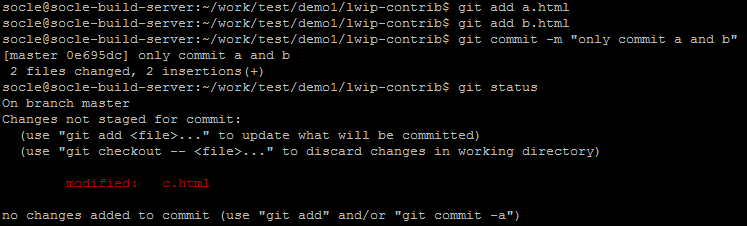 socle@socle-build-server:~/work/test/demo1/lwip-contrib$ git add a.html
socle@socle-build-server:~/work/test/demo1/lwip-contrib$ git add b.html
socle@socle-build-server:~/work/test/demo1/lwip-contrib$ git commit -m "only commit a and b"
[master 0e695dc] only commit a and b
 2 files changed, 2 insertions(+)
socle@socle-build-server:~/work/test/demo1/lwip-contrib$ git status
On branch master
Changes not staged for commit:
  (use "git add <file>..." to update what will be committed)
  (use "git checkout -- <file>..." to discard changes in working directory)
        modified:   c.html
no changes added to commit (use "git add" and/or "git commit -a")